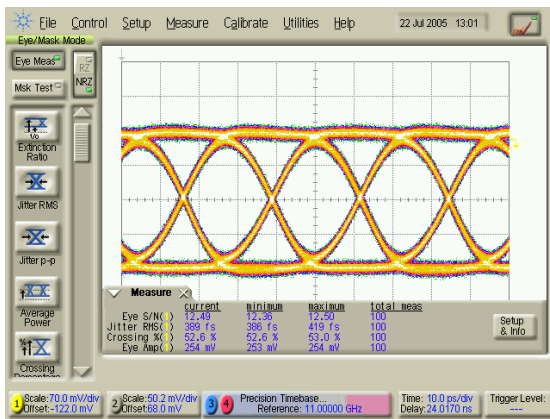 File Control Setup Measure Calibrate Utilities Help 22 Jul 2005 13:01
Eye/Mask Mode
Eye Meas
RZ
Msk Test
NRZ
Extinction
Ratio
Jitter RMS
Jitter p-p
Average
Power
Crossing
Percentage
Measure
current minimum maximum total meas
Eye S/N(1) 12.49 12.36 12.50 100
Jitter RMS(1) 389 fs 386 fs 419 fs 100
Crossing %(1) 52.6 % 52.6 % 53.0 % 100
Eye Amp(1) 254 mV 253 mV 254 mV 100
Setup
& Info
1 Scale:70.0 mV/div
Offset:-122.0 mV
2 Scale:50.2 mV/div
Offset:68.0 mV
3 4 Precision Timebase...
Reference: 11.00000 GHz
Time: 10.0 ps/div
Delay:24.0170 ns
Trigger Level:
---